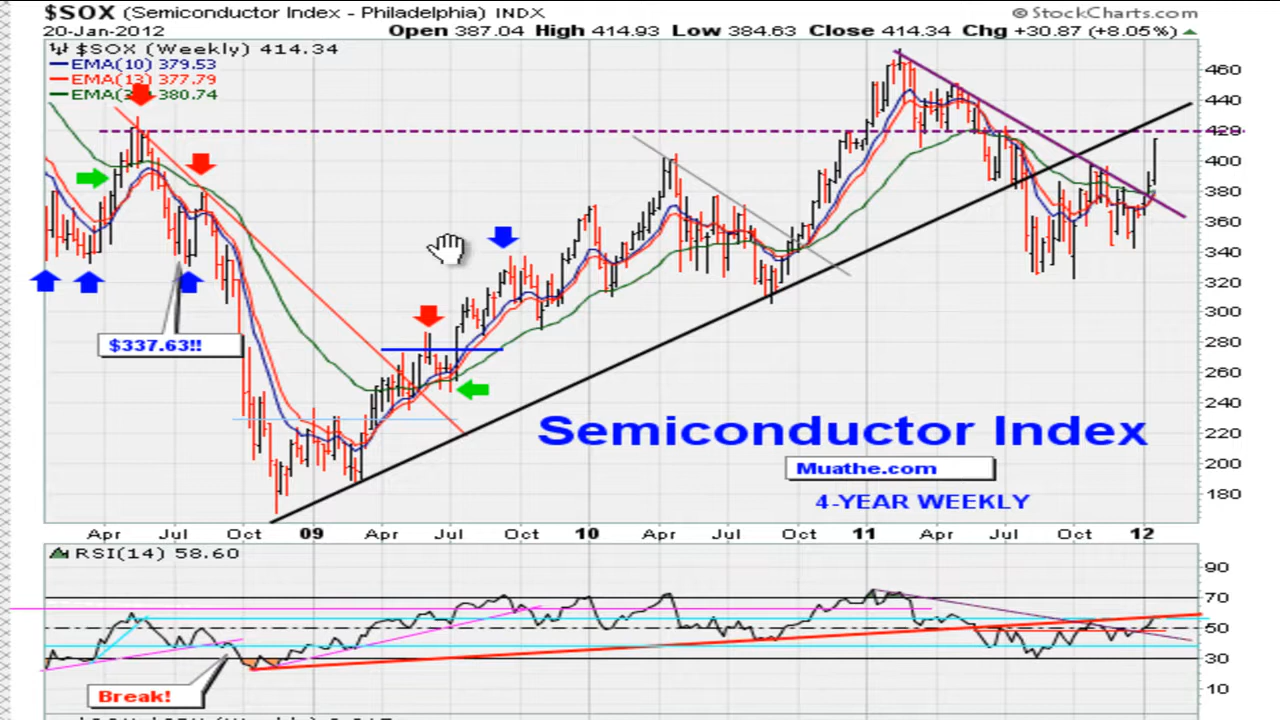 $SOX (Semiconductor Index - Philadelphia) INDX
© StockCharts.com
20-Jan-2012
Open 387.04 High 414.93 Low 384.63 Close 414.34 Chg +30.87 (+8.05%)
$SOX (Weekly) 414.34
EMA(10) 379.53
EMA(13) 377.79
380.74
460
440
420
400
380
360
340
320
300
280
260
240
220
200
180
$337.63!!
Semiconductor Index
Muathe.com
4-YEAR WEEKLY
Apr Jul Oct 09 Apr Jul Oct 10 Apr Jul Oct 11 Apr Jul Oct 12
RSI(14) 58.60
90
70
50
30
10
Break!